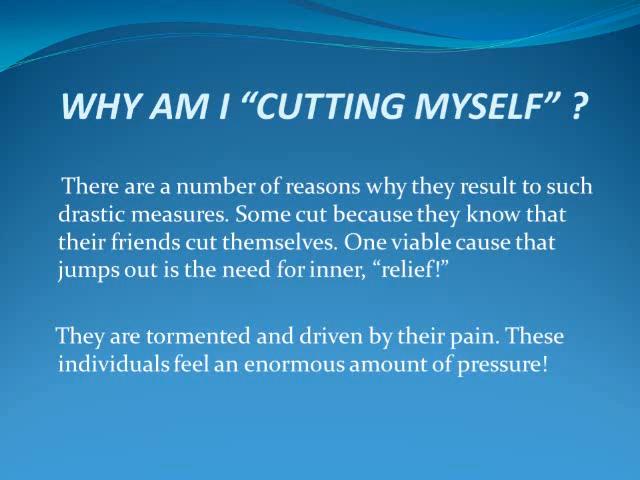 WHY AM I “CUTTING MYSELF” ?
There are a number of reasons why they result to such
drastic measures. Some cut because they know that
their friends cut themselves. One viable cause that
jumps out is the need for inner, “relief!”
They are tormented and driven by their pain. These
individuals feel an enormous amount of pressure!